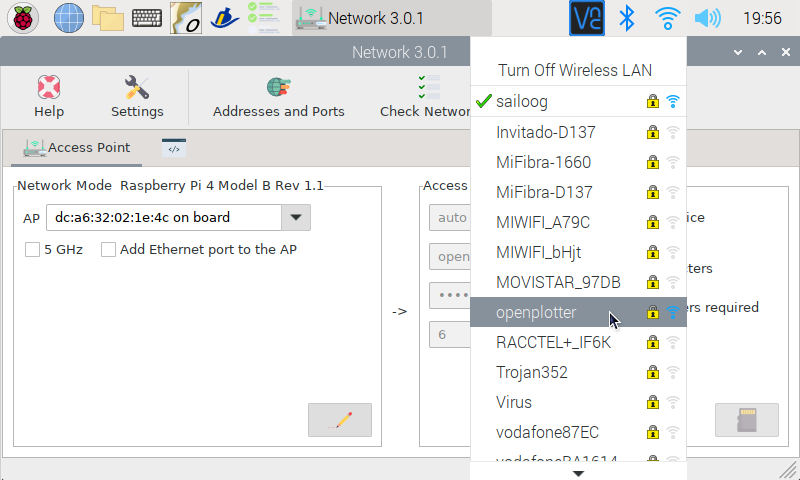 Network 3.0.1
V2
19:56
Network 3.0.1
Help
Settings
Addresses and Ports
Check Networ
Access Point
</>
Network Mode Raspberry Pi 4 Model B Rev 1.1
AP
dc:a6:32:02:1e:4c on board
5 GHz
Add Ethernet port to the AP
->
Access
auto
open
••••
6
ice
ters
ers required
Turn Off Wireless LAN
sailoog
Invitado-D137
MiFibra-1660
MiFibra-D137
MIWIFI_A79C
MIWIFI_bHjt
MOVISTAR_97DB
openplotter
RACCTEL+_IF6K
Trojan352
Virus
vodafone87EC
vodafoneBA1614